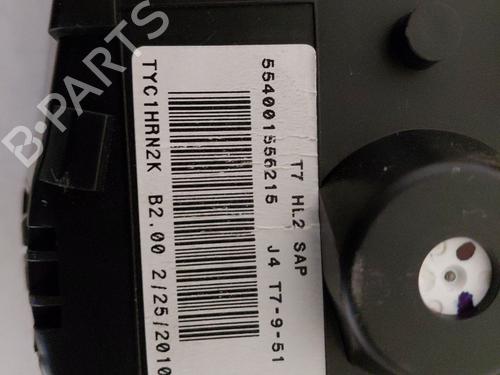 T7 HL2 SAP
554001556215 J4 T7-9-51
TYC1HRN2K B2.00 2/25/2010
B-PARTS